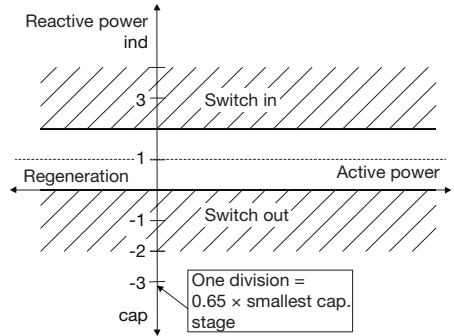 Reactive power
ind
3
Switch in
1
Regeneration
Active power
-1
Switch out
-2
-3
One division =
0.65 × smallest cap.
stage
cap